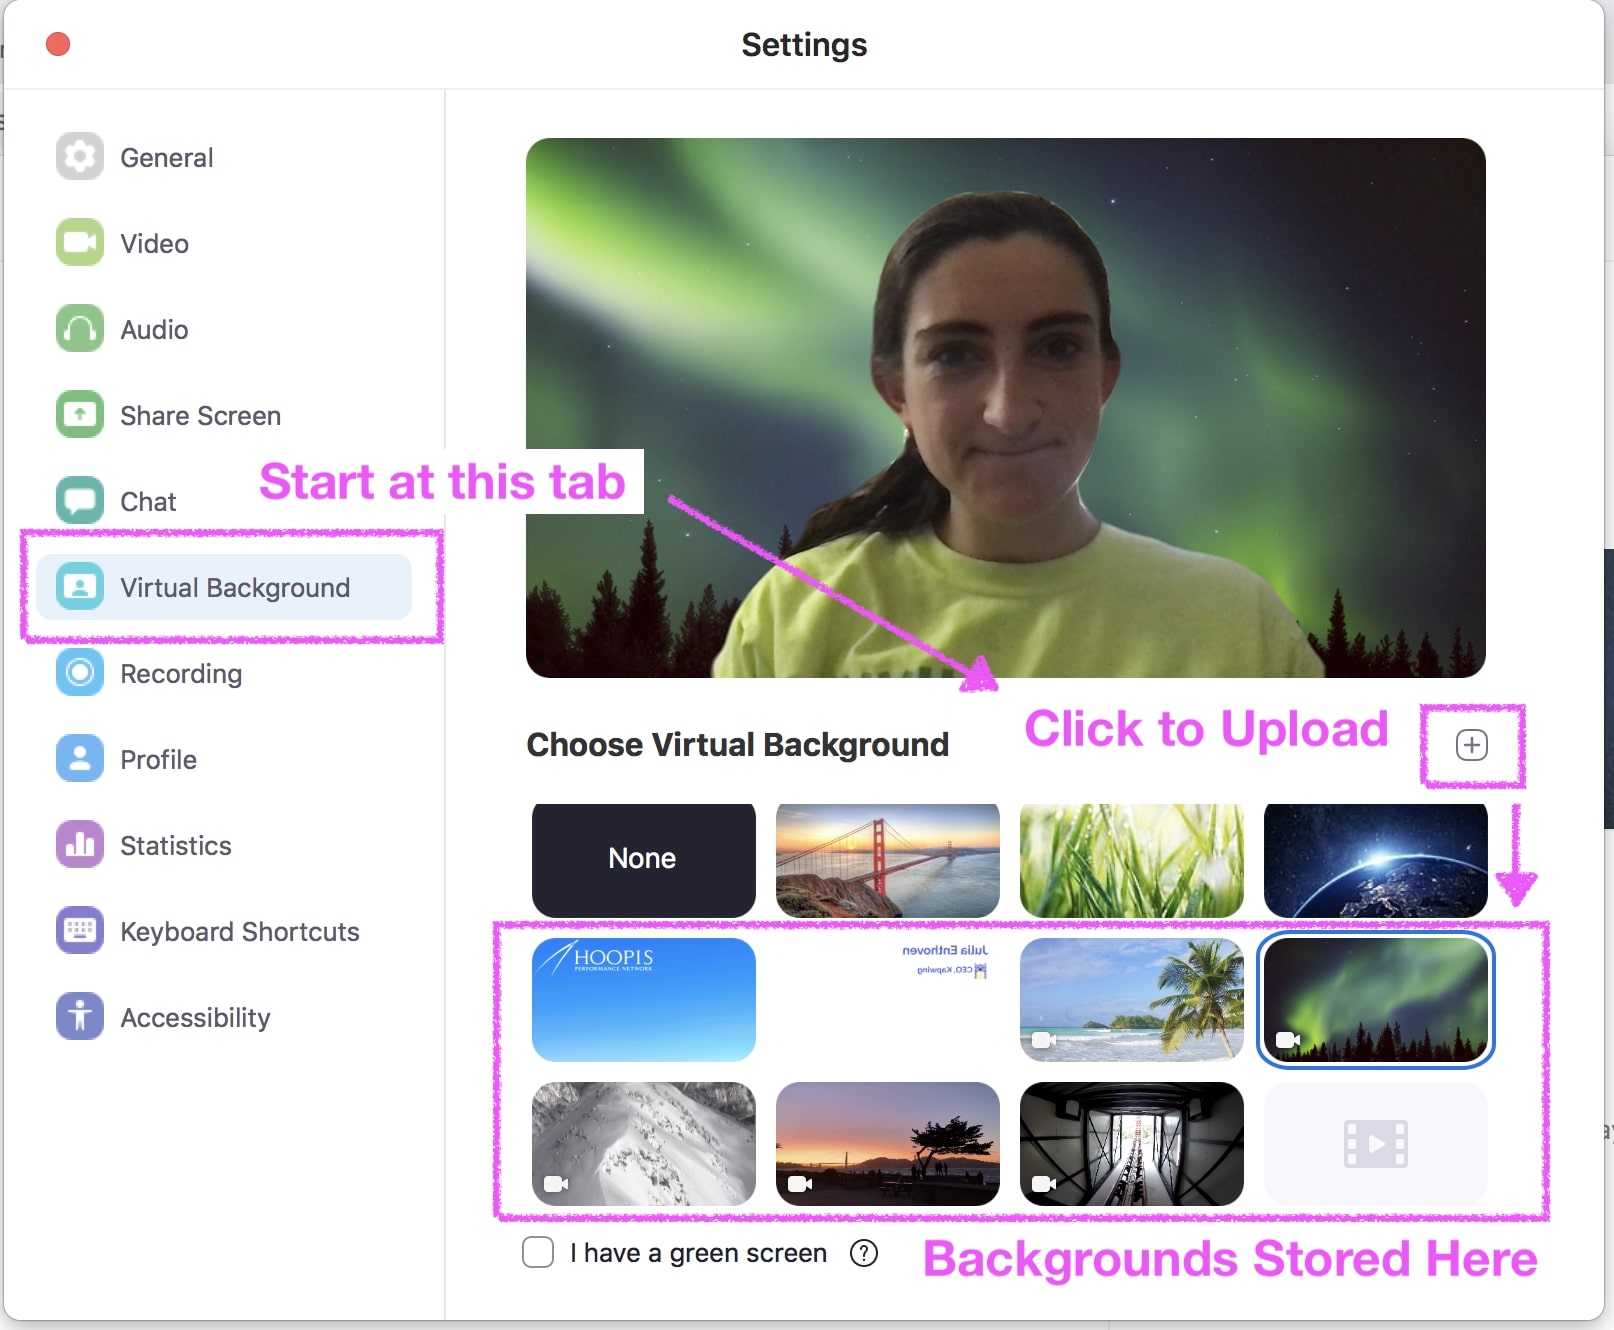 Settings
General
Video
Audio
Share Screen
Start at this tab
Chat
Virtual Background
Recording
Profile
Statistics
Keyboard Shortcuts
Accessibility
Choose Virtual Background
Click to Upload
None
HOOPIS
PERFORMANCE NETWORK
Julia Enthoven
CEO, Kapwing
I have a green screen
?
Backgrounds Stored Here